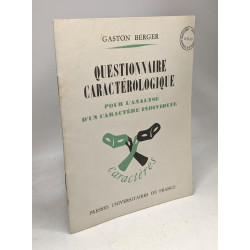 GASTON BERGER
QUESTIONNAIRE
CARACTÉROLOGIQUE
POUR L'ANALYSE
D'UN CARACTÈRE INDIVIDUEL
caractères
PRESSES UNIVERSITAIRES DE FRANCE